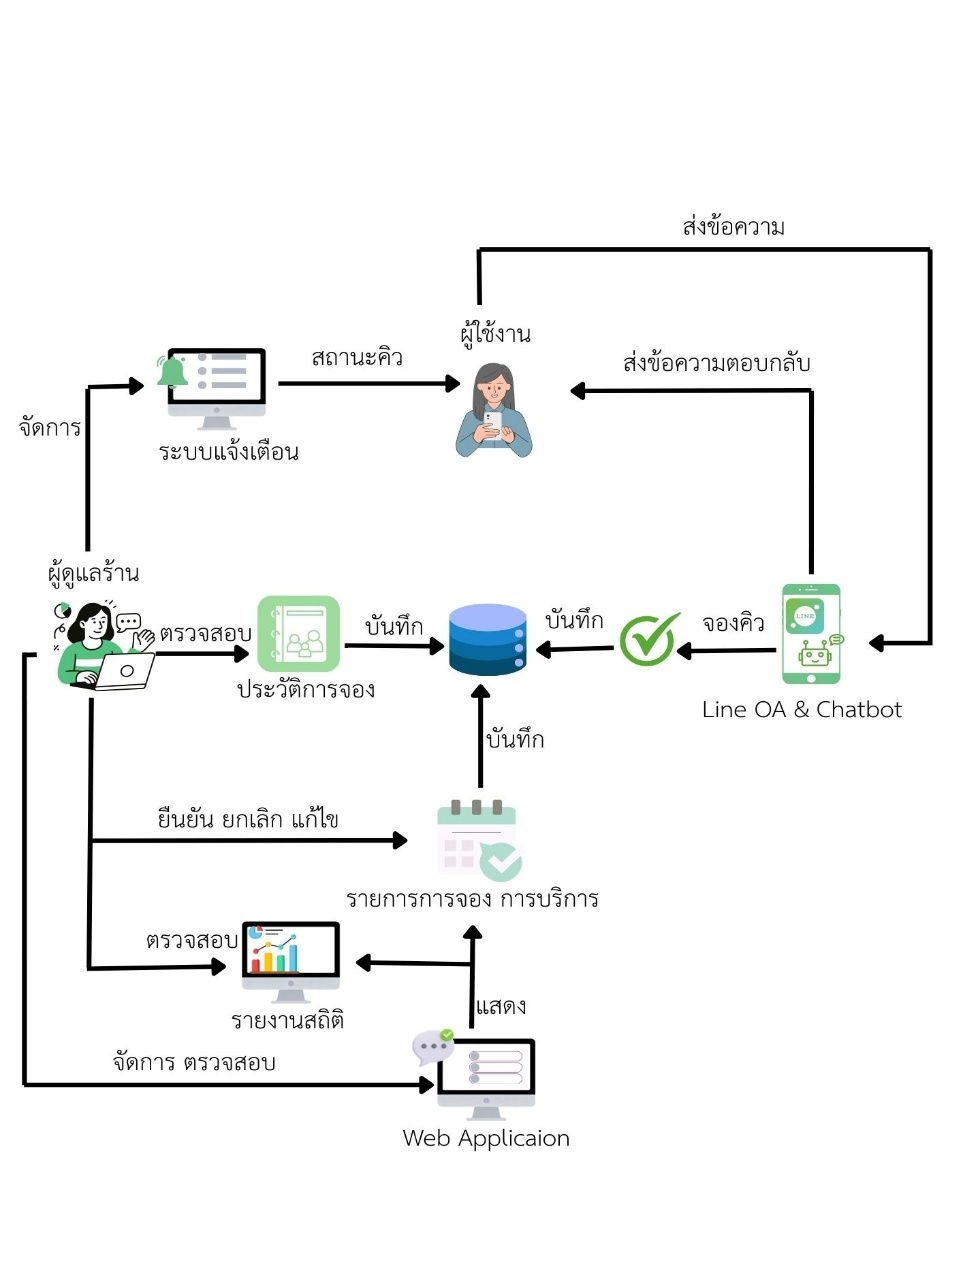 ส่งข้อความ
ผู้ใช้งาน
สถานะคิว
ส่งข้อความตอบกลับ
จัดการ
ระบบแจ้งเตือน
ผู้ดูแลร้าน
ตรวจสอบ
บันทึก
บันทึก
จองคิว
LINE
ประวัติการจอง
Line OA & Chatbot
บันทึก
ยืนยัน ยกเลิก แก้ไข
รายการการจอง การบริการ
ตรวจสอบ
แสดง
รายงานสถิติ
จัดการ ตรวจสอบ
Web Applicaion